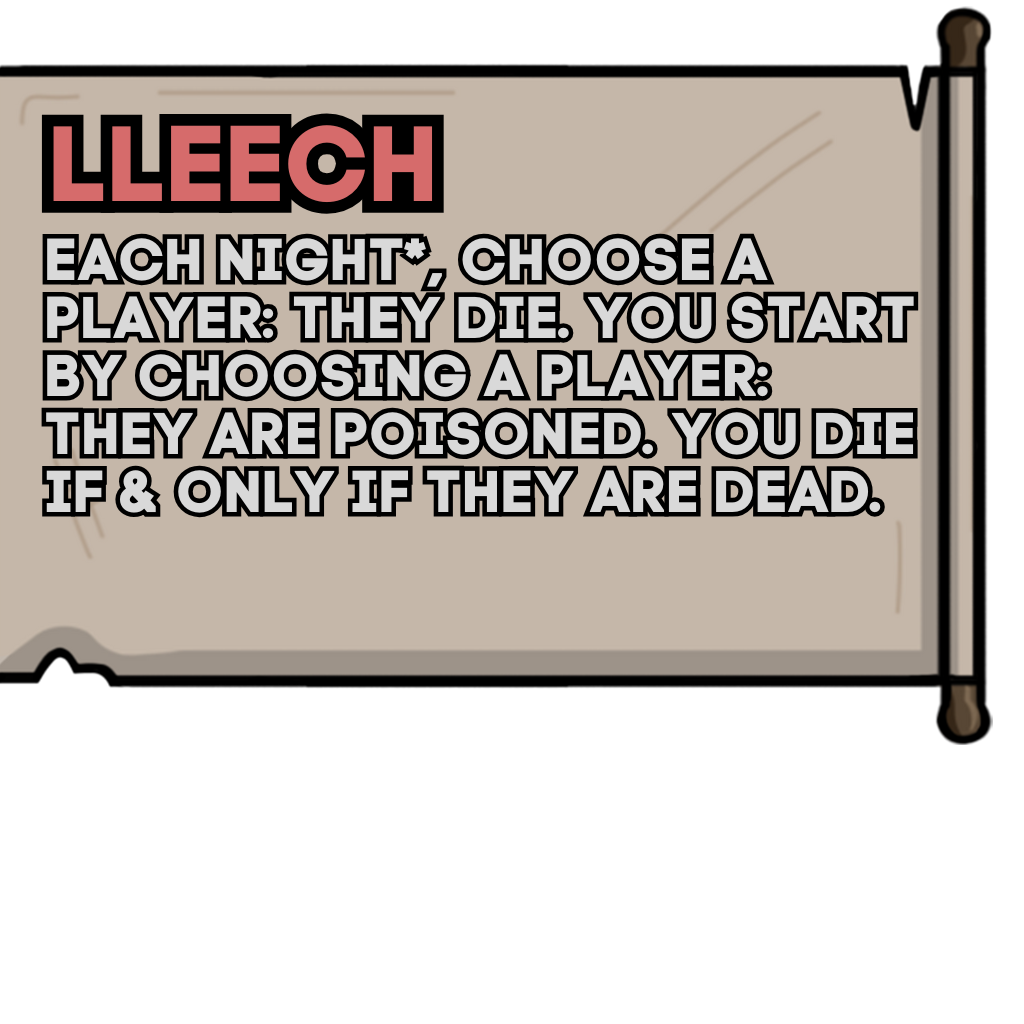 LLEECH
EACH NIGHT*, CHOOSE A
PLAYER: THEY DIE. YOU START
BY CHOOSING A PLAYER:
THEY ARE POISONED. YOU DIE
IF & ONLY IF THEY ARE DEAD.